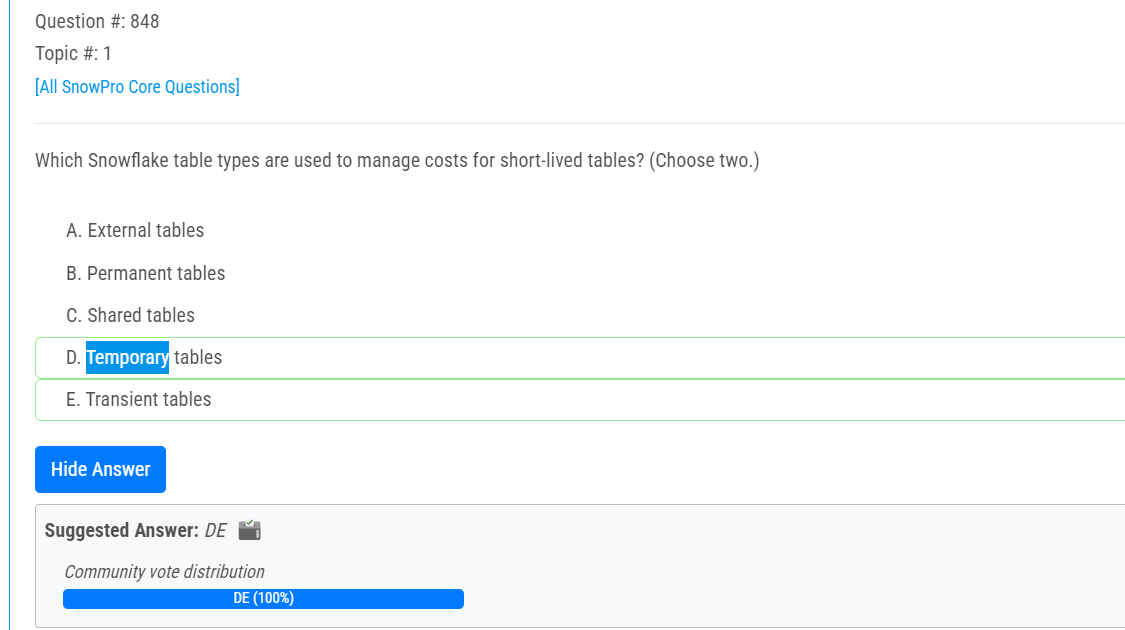 Question #: 848
Topic #: 1
[All SnowPro Core Questions]
Which Snowflake table types are used to manage costs for short-lived tables? (Choose two.)
A. External tables
B. Permanent tables
C. Shared tables
D. Temporary tables
E. Transient tables
Hide Answer
Suggested Answer: DE
Community vote distribution
DE (100%)